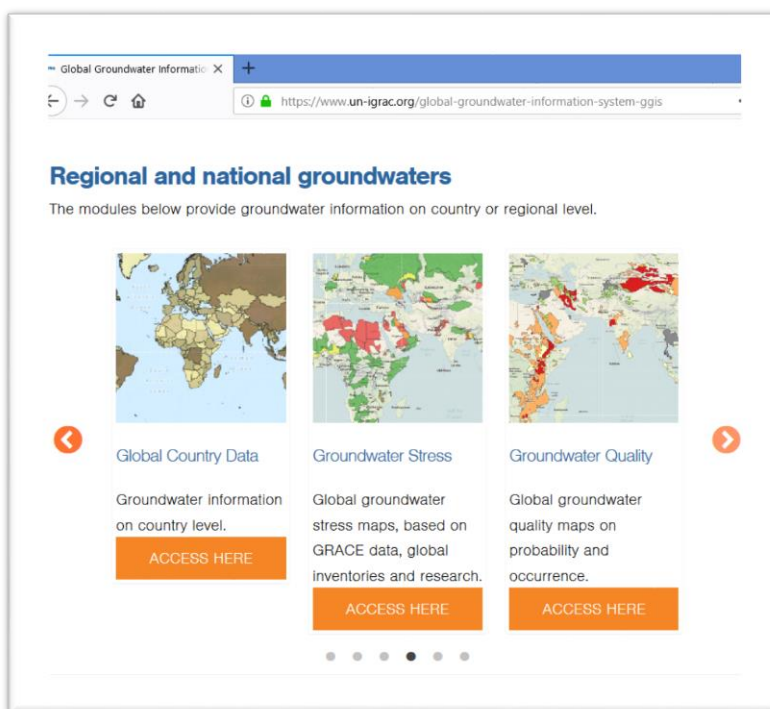 Global Groundwater Informatio
https://www.un-igrac.org/global-groundwater-information-system-ggis
Regional and national groundwaters
The modules below provide groundwater information on country or regional level.
Global Country Data
Groundwater information
on country level.
ACCESS HERE
Groundwater Stress
Global groundwater
stress maps, based on
GRACE data, global
inventories and research.
ACCESS HERE
Groundwater Quality
Global groundwater
quality maps on
probability and
occurrence.
ACCESS HERE